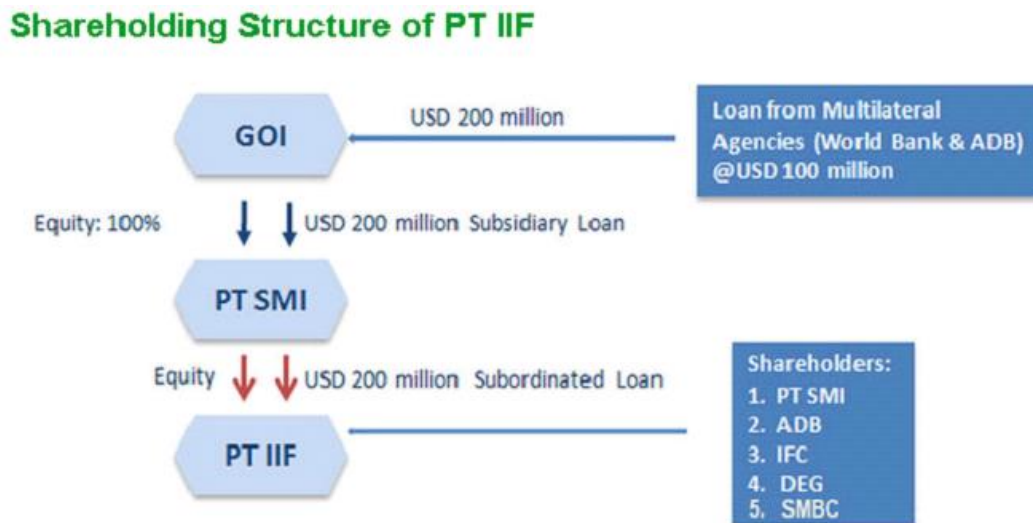 Shareholding Structure of PT IIF
GOI
USD 200 million
Loan from Multilateral
Agencies (World Bank & ADB)
@USD 100 million
Equity: 100%
USD 200 million Subsidiary Loan
PT SMI
Equity
USD 200 million Subordinated Loan
PT IIF
Shareholders:
1. PT SMI
2. ADB
3. IFC
4. DEG
5. SMBC